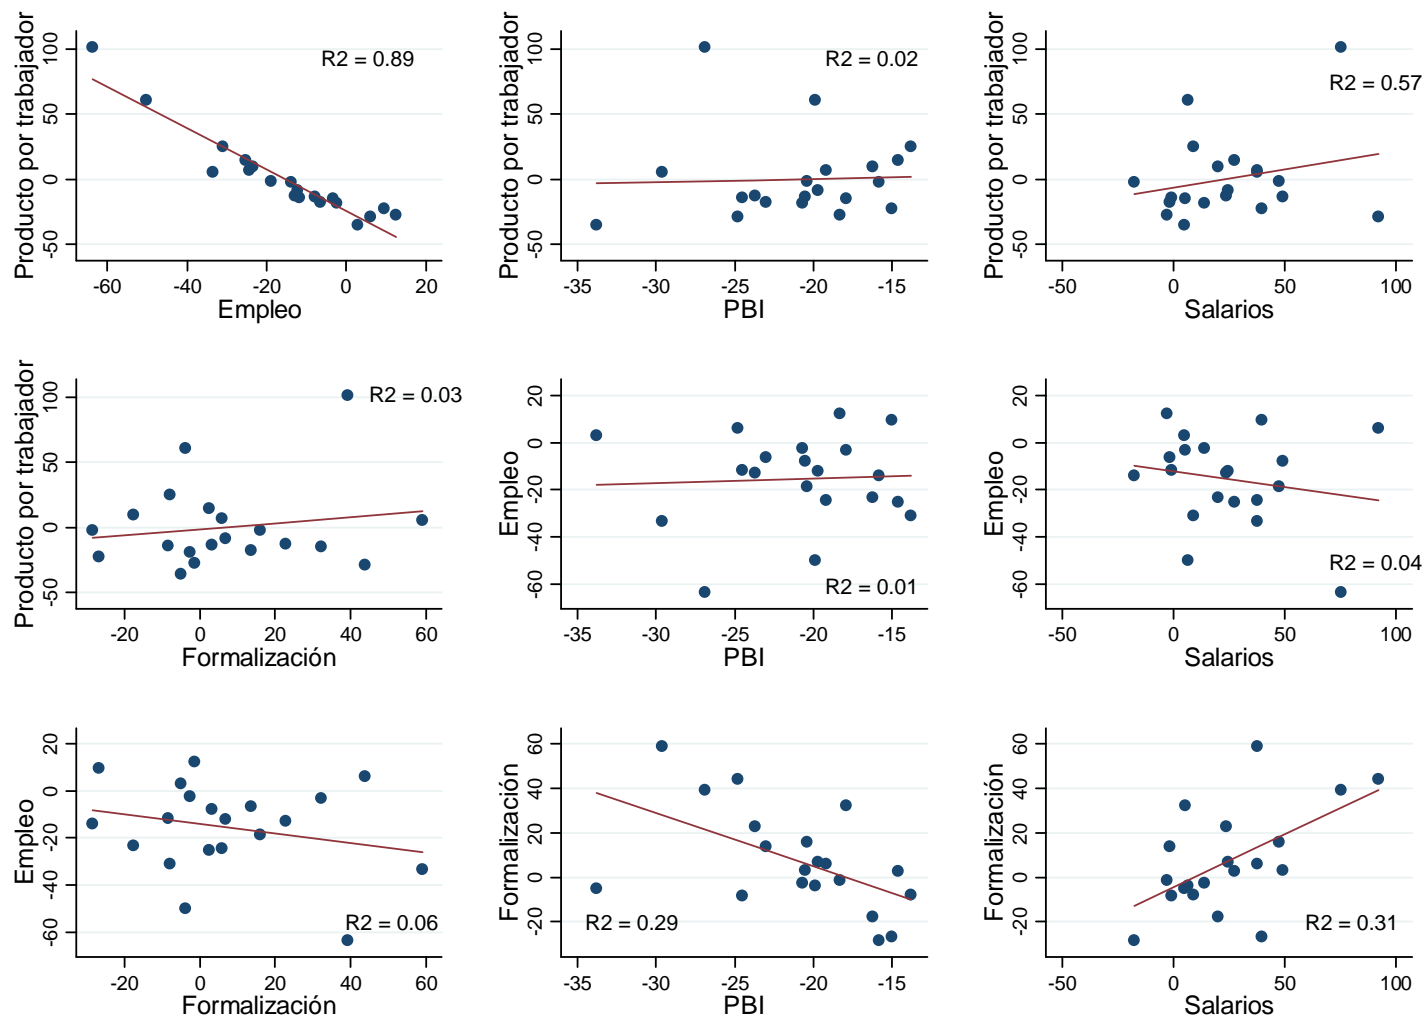 Producto por trabajador
100
50
0
-50
R2 = 0.89
-60 -40 -20 0 20
Empleo
Producto por trabajador
100
50
0
-50
R2 = 0.02
-35 -30 -25 -20 -15
PBI
Producto por trabajador
100
50
0
-50
R2 = 0.57
-50 0 50 100
Salarios
Producto por trabajador
100
50
0
-50
R2 = 0.03
-20 0 20 40 60
Formalización
Empleo
20
0
-20
-40
-60
R2 = 0.01
-35 -30 -25 -20 -15
PBI
Empleo
20
0
-20
-40
-60
R2 = 0.04
-50 0 50 100
Salarios
Empleo
20
0
-20
-40
-60
R2 = 0.06
-20 0 20 40 60
Formalización
Formalización
60
40
20
0
-20
R2 = 0.29
-35 -30 -25 -20 -15
PBI
Formalización
60
40
20
0
-20
R2 = 0.31
-50 0 50 100
Salarios